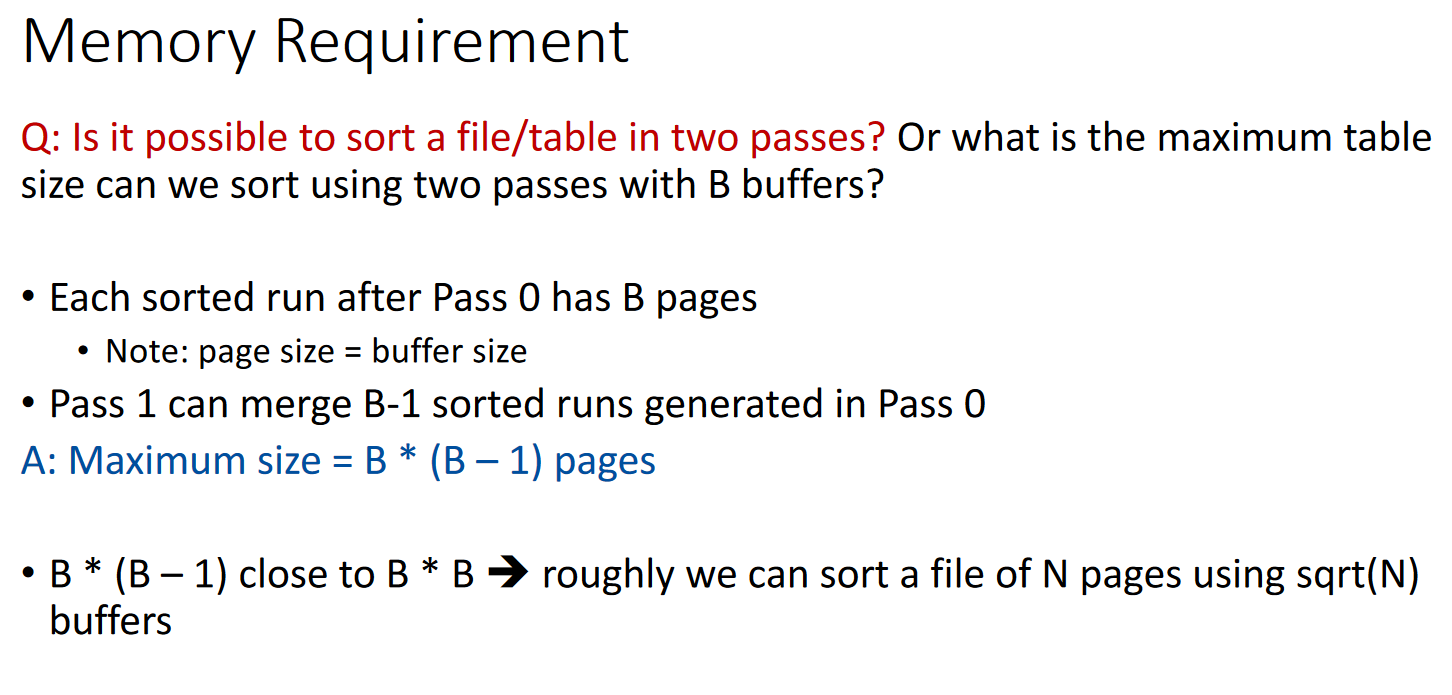 Memory Requirement
Q: Is it possible to sort a file/table in two passes? Or what is the maximum table
size can we sort using two passes with B buffers?
• Each sorted run after Pass 0 has B pages
• Note: page size = buffer size
• Pass 1 can merge B-1 sorted runs generated in Pass 0
A: Maximum size = B * (B – 1) pages
• B * (B – 1) close to B * B ➔ roughly we can sort a file of N pages using sqrt(N)
buffers